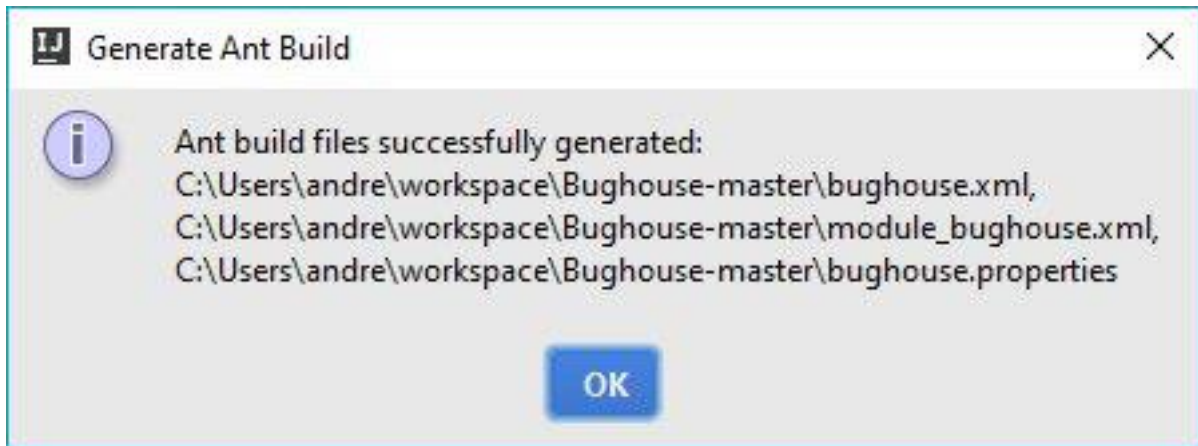 IJ Generate Ant Build
Ant build files successfully generated:
C:\Users\andre\workspace\Bughouse-master\bughouse.xml,
C:\Users\andre\workspace\Bughouse-master\module_bughouse.xml,
C:\Users\andre\workspace\Bughouse-master\bughouse.properties
OK